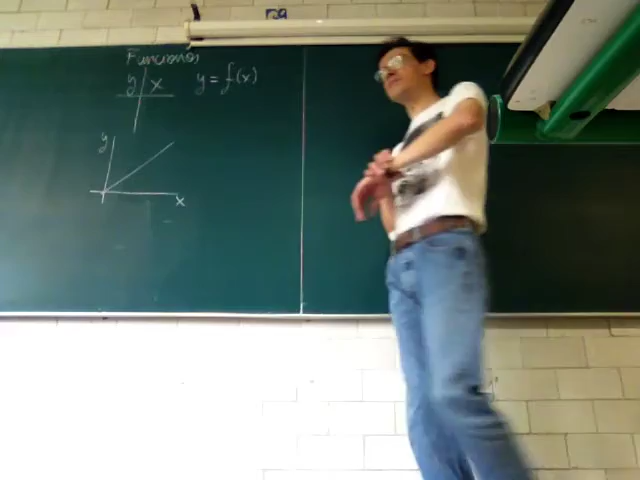 Funciones
y x y = f(x)
y
x